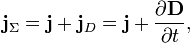 𝐣_Σ = 𝐣 + 𝐣_D = 𝐣 + ∂𝐃/∂t,